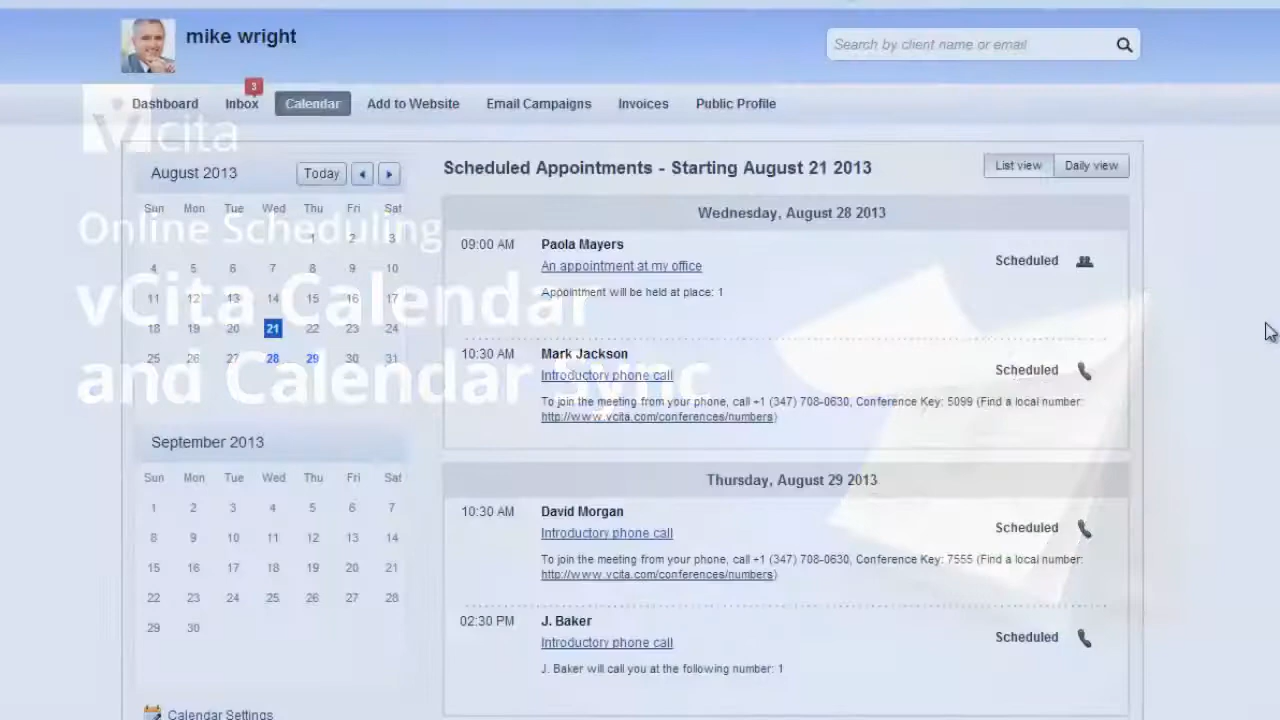 mike wright
Search by client name or email
3
Dashboard Inbox Calendar Add to Website Email Campaigns Invoices Public Profile
vcita
Online Scheduling
vCita Calendar
and Calendar Sync
August 2013 Today
Sun Mon Tue Wed Thu Fri Sat
1 2 3
4 5 6 7 8 9 10
11 12 13 14 15 16 17
18 19 20 21 22 23 24
25 26 27 28 29 30 31
September 2013
Sun Mon Tue Wed Thu Fri Sat
1 2 3 4 5 6 7
8 9 10 11 12 13 14
15 16 17 18 19 20 21
22 23 24 25 26 27 28
29 30
Calendar Settings
Scheduled Appointments - Starting August 21 2013
List view Daily view
Wednesday, August 28 2013
09:00 AM Paola Mayers
An appointment at my office
Scheduled
Appointment will be held at place: 1
10:30 AM Mark Jackson
Introductory phone call
Scheduled
To join the meeting from your phone, call +1 (347) 708-0630, Conference Key: 5099 (Find a local number:
http://www.vcita.com/conferences/numbers)
Thursday, August 29 2013
10:30 AM David Morgan
Introductory phone call
Scheduled
To join the meeting from your phone, call +1 (347) 708-0630, Conference Key: 7555 (Find a local number:
http://www.vcita.com/conferences/numbers)
02:30 PM J. Baker
Introductory phone call
Scheduled
J. Baker will call you at the following number: 1